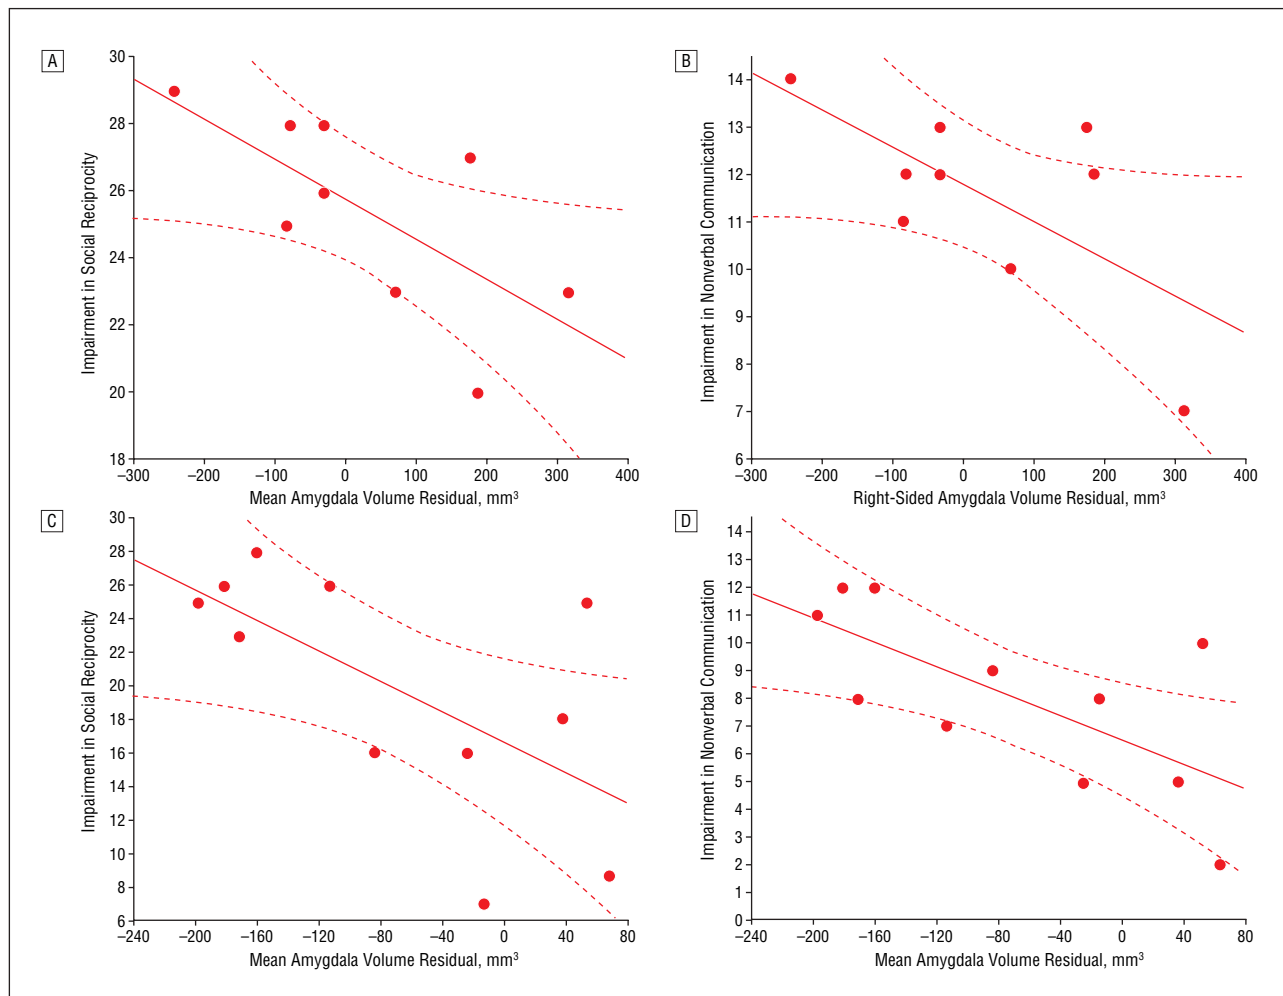 A
30
28
26
24
22
20
18
Impairment in Social Reciprocity
–300 –200 –100 0 100 200 300 400
Mean Amygdala Volume Residual, mm³
B
14
13
12
11
10
9
8
7
6
Impairment in Nonverbal Communication
–300 –200 –100 0 100 200 300 400
Right-Sided Amygdala Volume Residual, mm³
C
30
28
26
24
22
20
18
16
14
12
10
8
6
Impairment in Social Reciprocity
–240 –200 –160 –120 –80 –40 0 40 80
Mean Amygdala Volume Residual, mm³
D
14
13
12
11
10
9
8
7
6
5
4
3
2
1
0
Impairment in Nonverbal Communication
–240 –200 –160 –120 –80 –40 0 40 80
Mean Amygdala Volume Residual, mm³